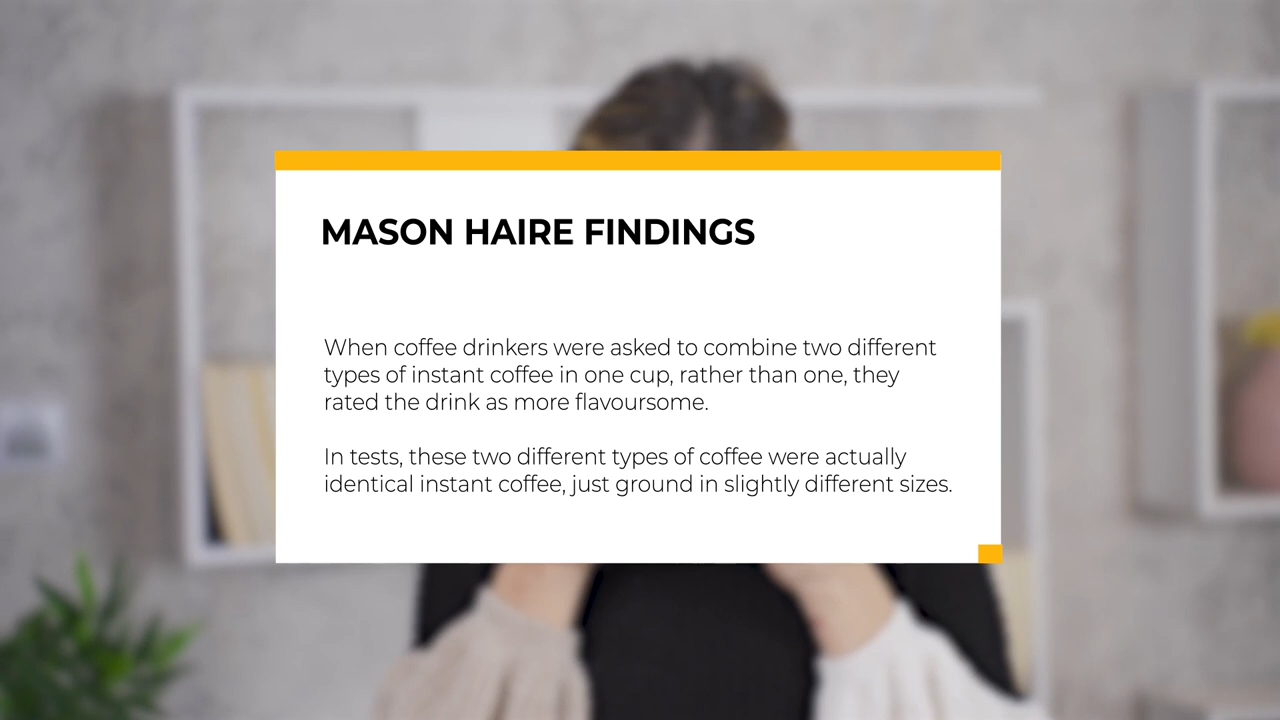 MASON HAIRE FINDINGS
When coffee drinkers were asked to combine two different
types of instant coffee in one cup, rather than one, they
rated the drink as more flavoursome.
In tests, these two different types of coffee were actually
identical instant coffee, just ground in slightly different sizes.